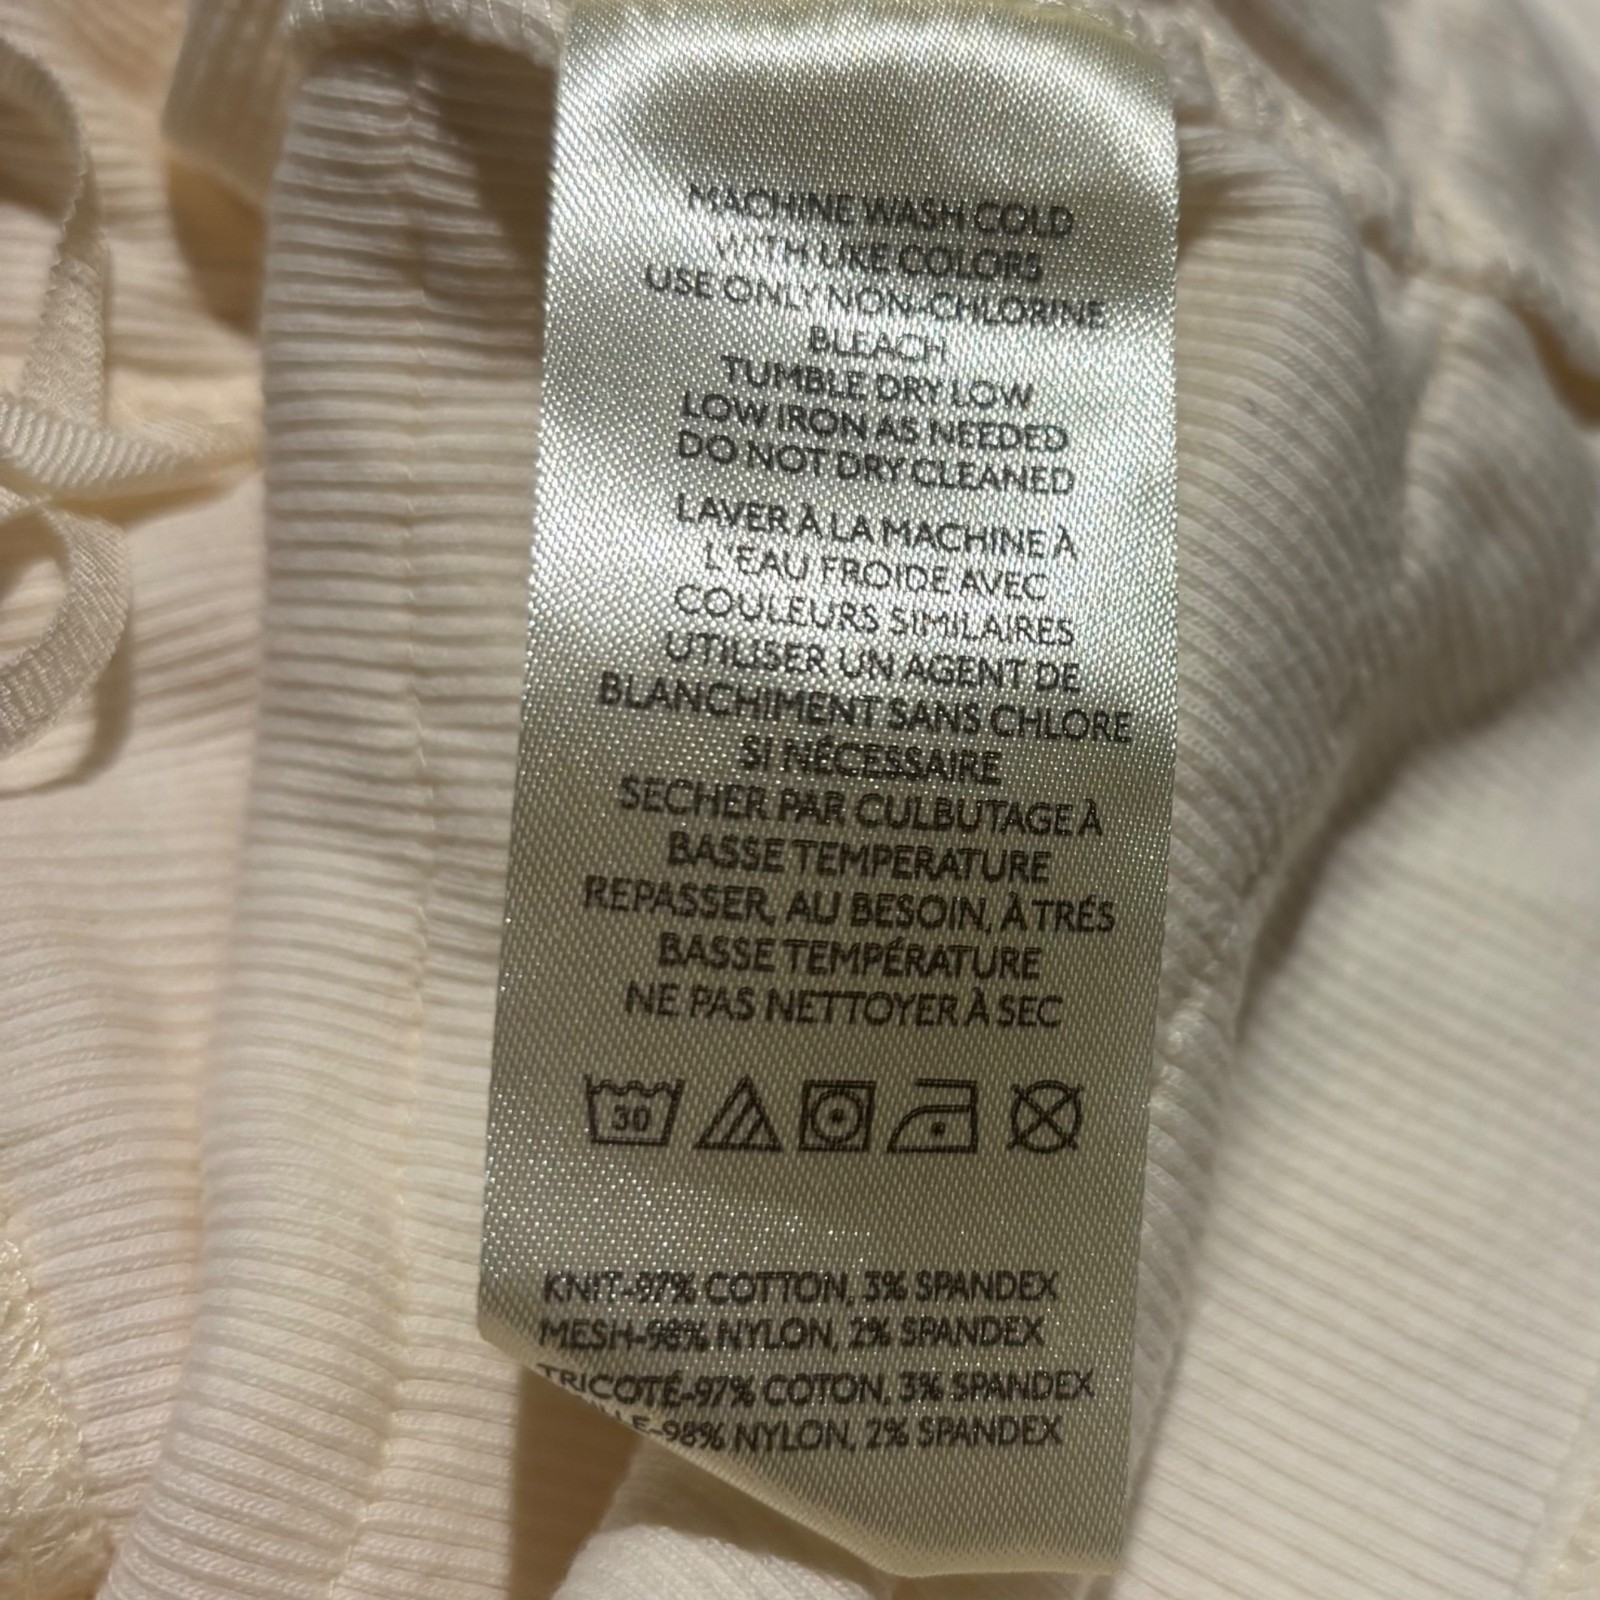 MACHINE WASH COLD
WITH LIKE COLORS
USE ONLY NON-CHLORINE
BLEACH
TUMBLE DRY LOW
LOW IRON AS NEEDED
DO NOT DRY CLEANED
LAVER À LA MACHINE À
L'EAU FROIDE AVEC
COULEURS SIMILAIRES
UTILISER UN AGENT DE
BLANCHIMENT SANS CHLORE
SI NÉCESSAIRE
SECHER PAR CULBUTAGE À
BASSE TEMPERATURE
REPASSER, AU BESOIN, À TRÉS
BASSE TEMPÉRATURE
NE PAS NETTOYER À SEC
30
KNIT-97% COTTON, 3% SPANDEX
MESH-98% NYLON, 2% SPANDEX
TRICOTÉ-97% COTON, 3% SPANDEX
98% NYLON, 2% SPANDEX